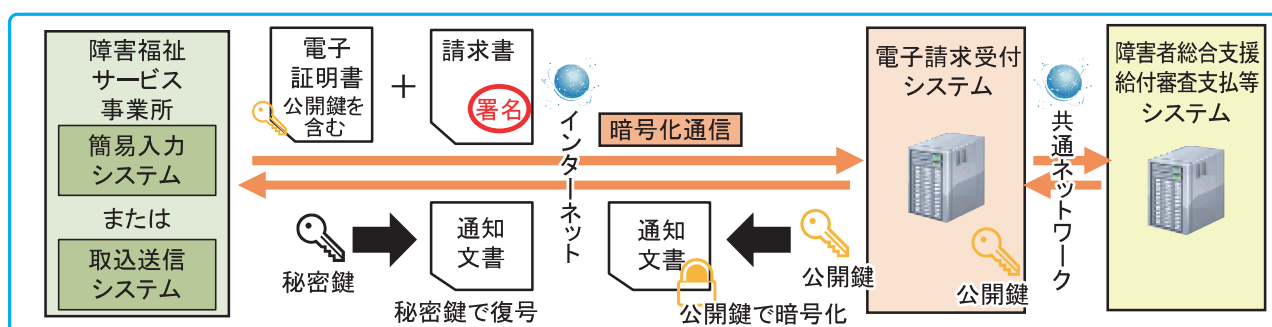 障害福祉
サービス
事業所
簡易入力
システム
または
取込送信
システム
電子
証明書
公開鍵を
含む
+
請求書
署名
インターネット
暗号化通信
秘密鍵
通知
文書
秘密鍵で復号
通知
文書
公開鍵
公開鍵で暗号化
電子請求受付
システム
公開鍵
共通ネットワーク
障害者総合支援
給付審査支払等
システム